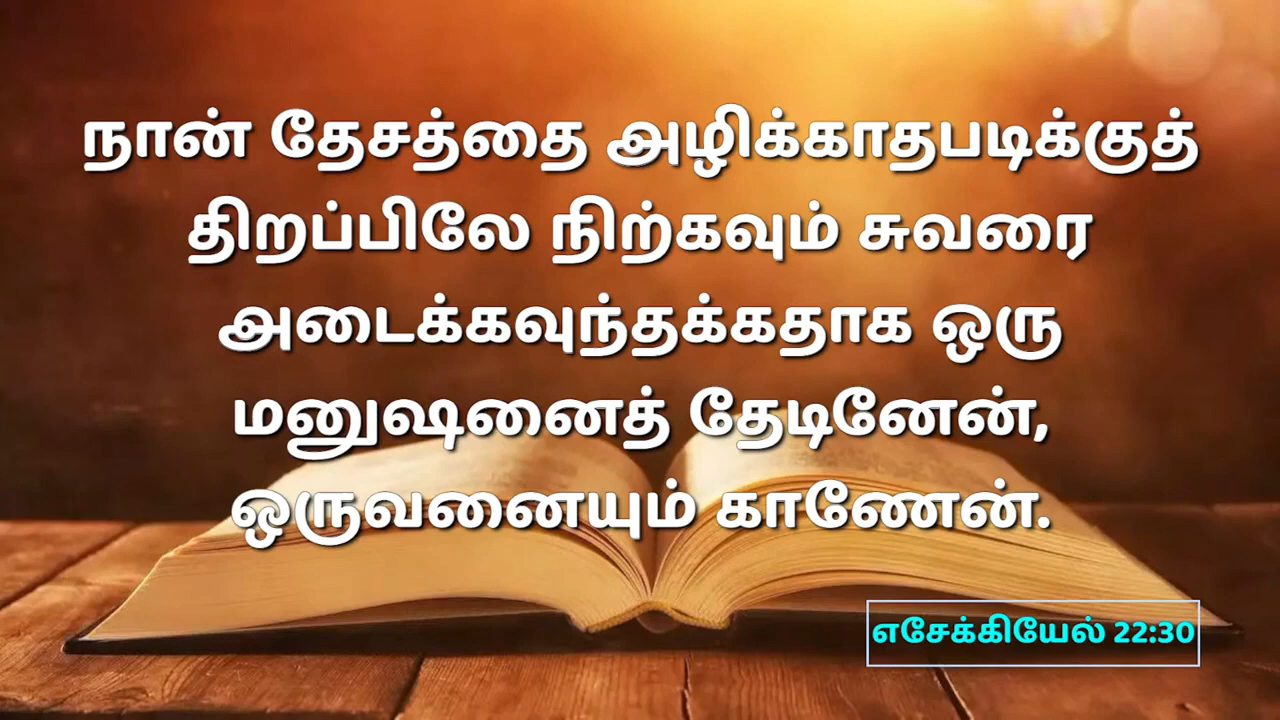 நான் தேசத்தை அழிக்காதபடிக்குத்
திறப்பிலே நிற்கவும் சுவரை
அடைக்கவுந்தக்கதாக ஒரு
மனுஷனைத் தேடினேன்,
ஒருவனையும் காணேன்.
எசேக்கியேல் 22:30